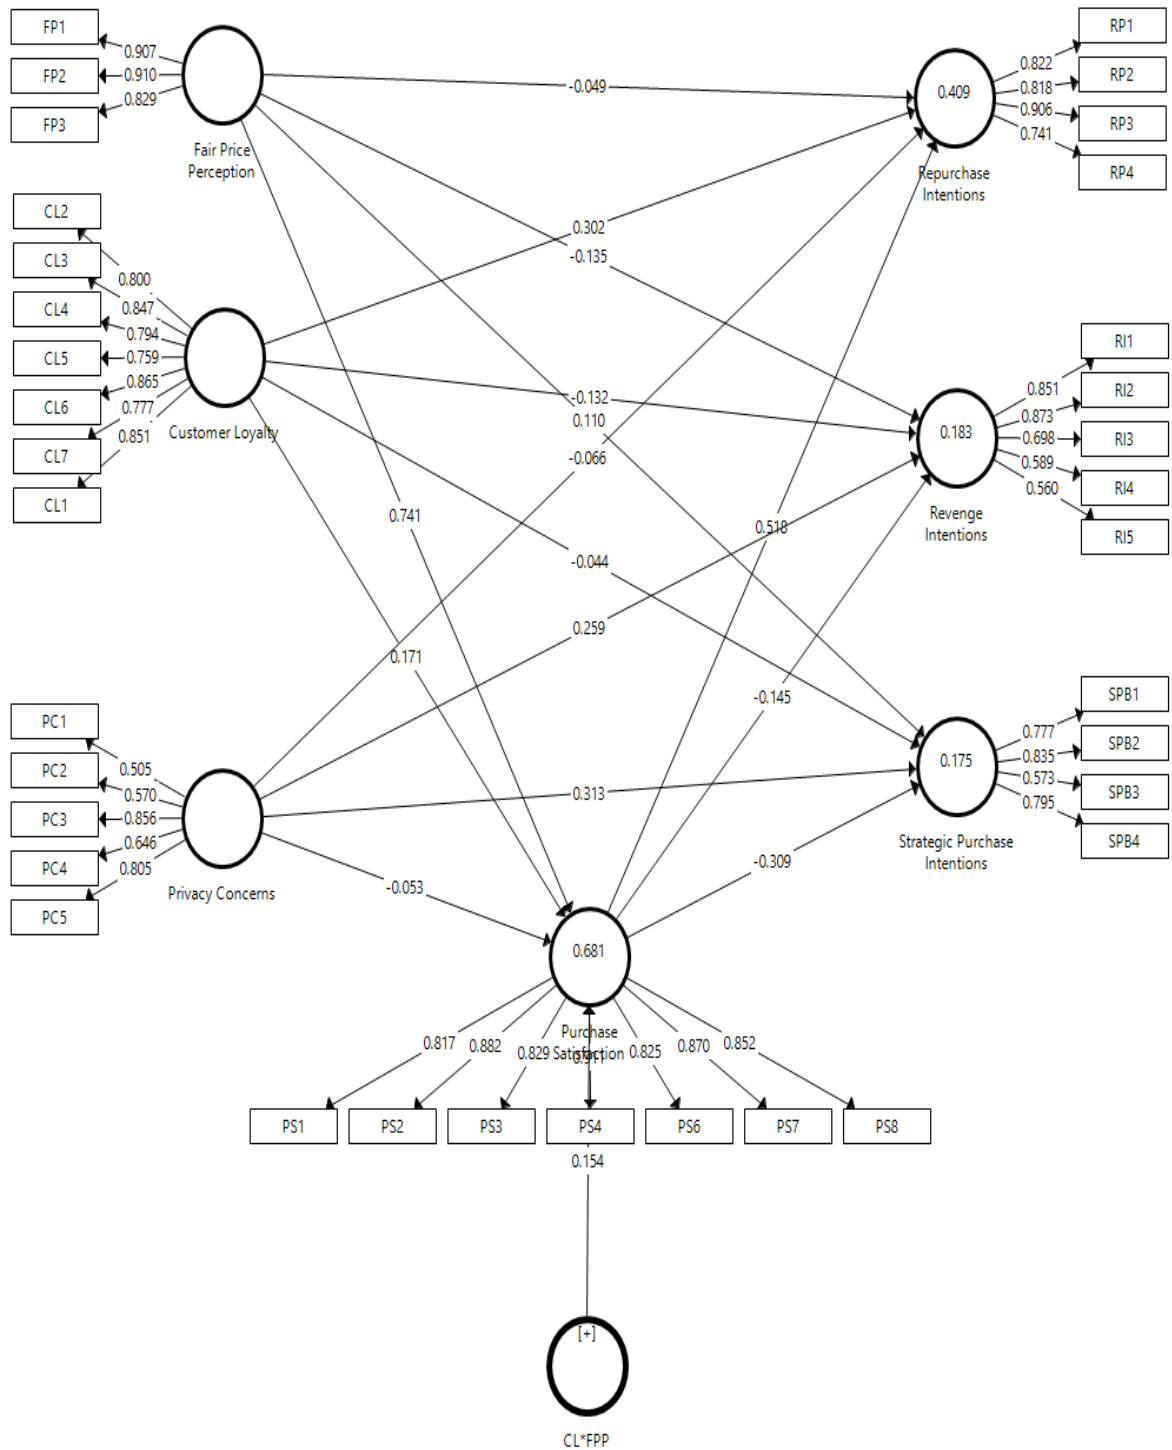 FP1
FP2
FP3
0.907
0.910
0.829
Fair Price
Perception
CL2
CL3
CL4
CL5
CL6
CL7
CL1
0.800
0.847
0.794
0.759
0.865
0.777
0.851
Customer Loyalty
PC1
PC2
PC3
PC4
PC5
0.505
0.570
0.856
0.646
0.805
Privacy Concerns
-0.049
0.302
-0.135
-0.132
0.110
-0.066
0.741
0.518
-0.044
0.259
0.171
-0.145
0.313
-0.309
-0.053
0.409
Repurchase
Intentions
0.822
0.818
0.906
0.741
RP1
RP2
RP3
RP4
0.183
Revenge
Intentions
0.851
0.873
0.698
0.589
0.560
RI1
RI2
RI3
RI4
RI5
0.175
Strategic Purchase
Intentions
0.777
0.835
0.573
0.795
SPB1
SPB2
SPB3
SPB4
0.681
Purchase
Satisfaction
0.817
0.882
0.829
0.825
0.870
0.852
PS1
PS2
PS3
PS4
PS6
PS7
PS8
0.154
[+]
CL*FPP